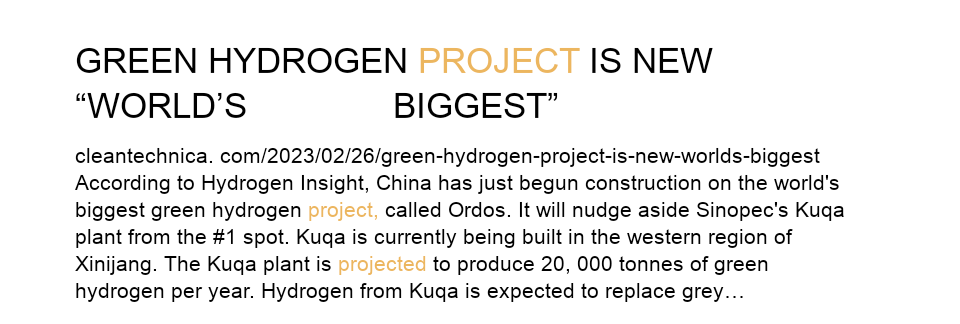 GREEN HYDROGEN PROJECT IS NEW
“WORLD’S BIGGEST”
cleantechnica. com/2023/02/26/green-hydrogen-project-is-new-worlds-biggest
According to Hydrogen Insight, China has just begun construction on the world's
biggest green hydrogen project, called Ordos. It will nudge aside Sinopec's Kuqa
plant from the #1 spot. Kuqa is currently being built in the western region of
Xinijang. The Kuqa plant is projected to produce 20, 000 tonnes of green
hydrogen per year. Hydrogen from Kuqa is expected to replace grey…